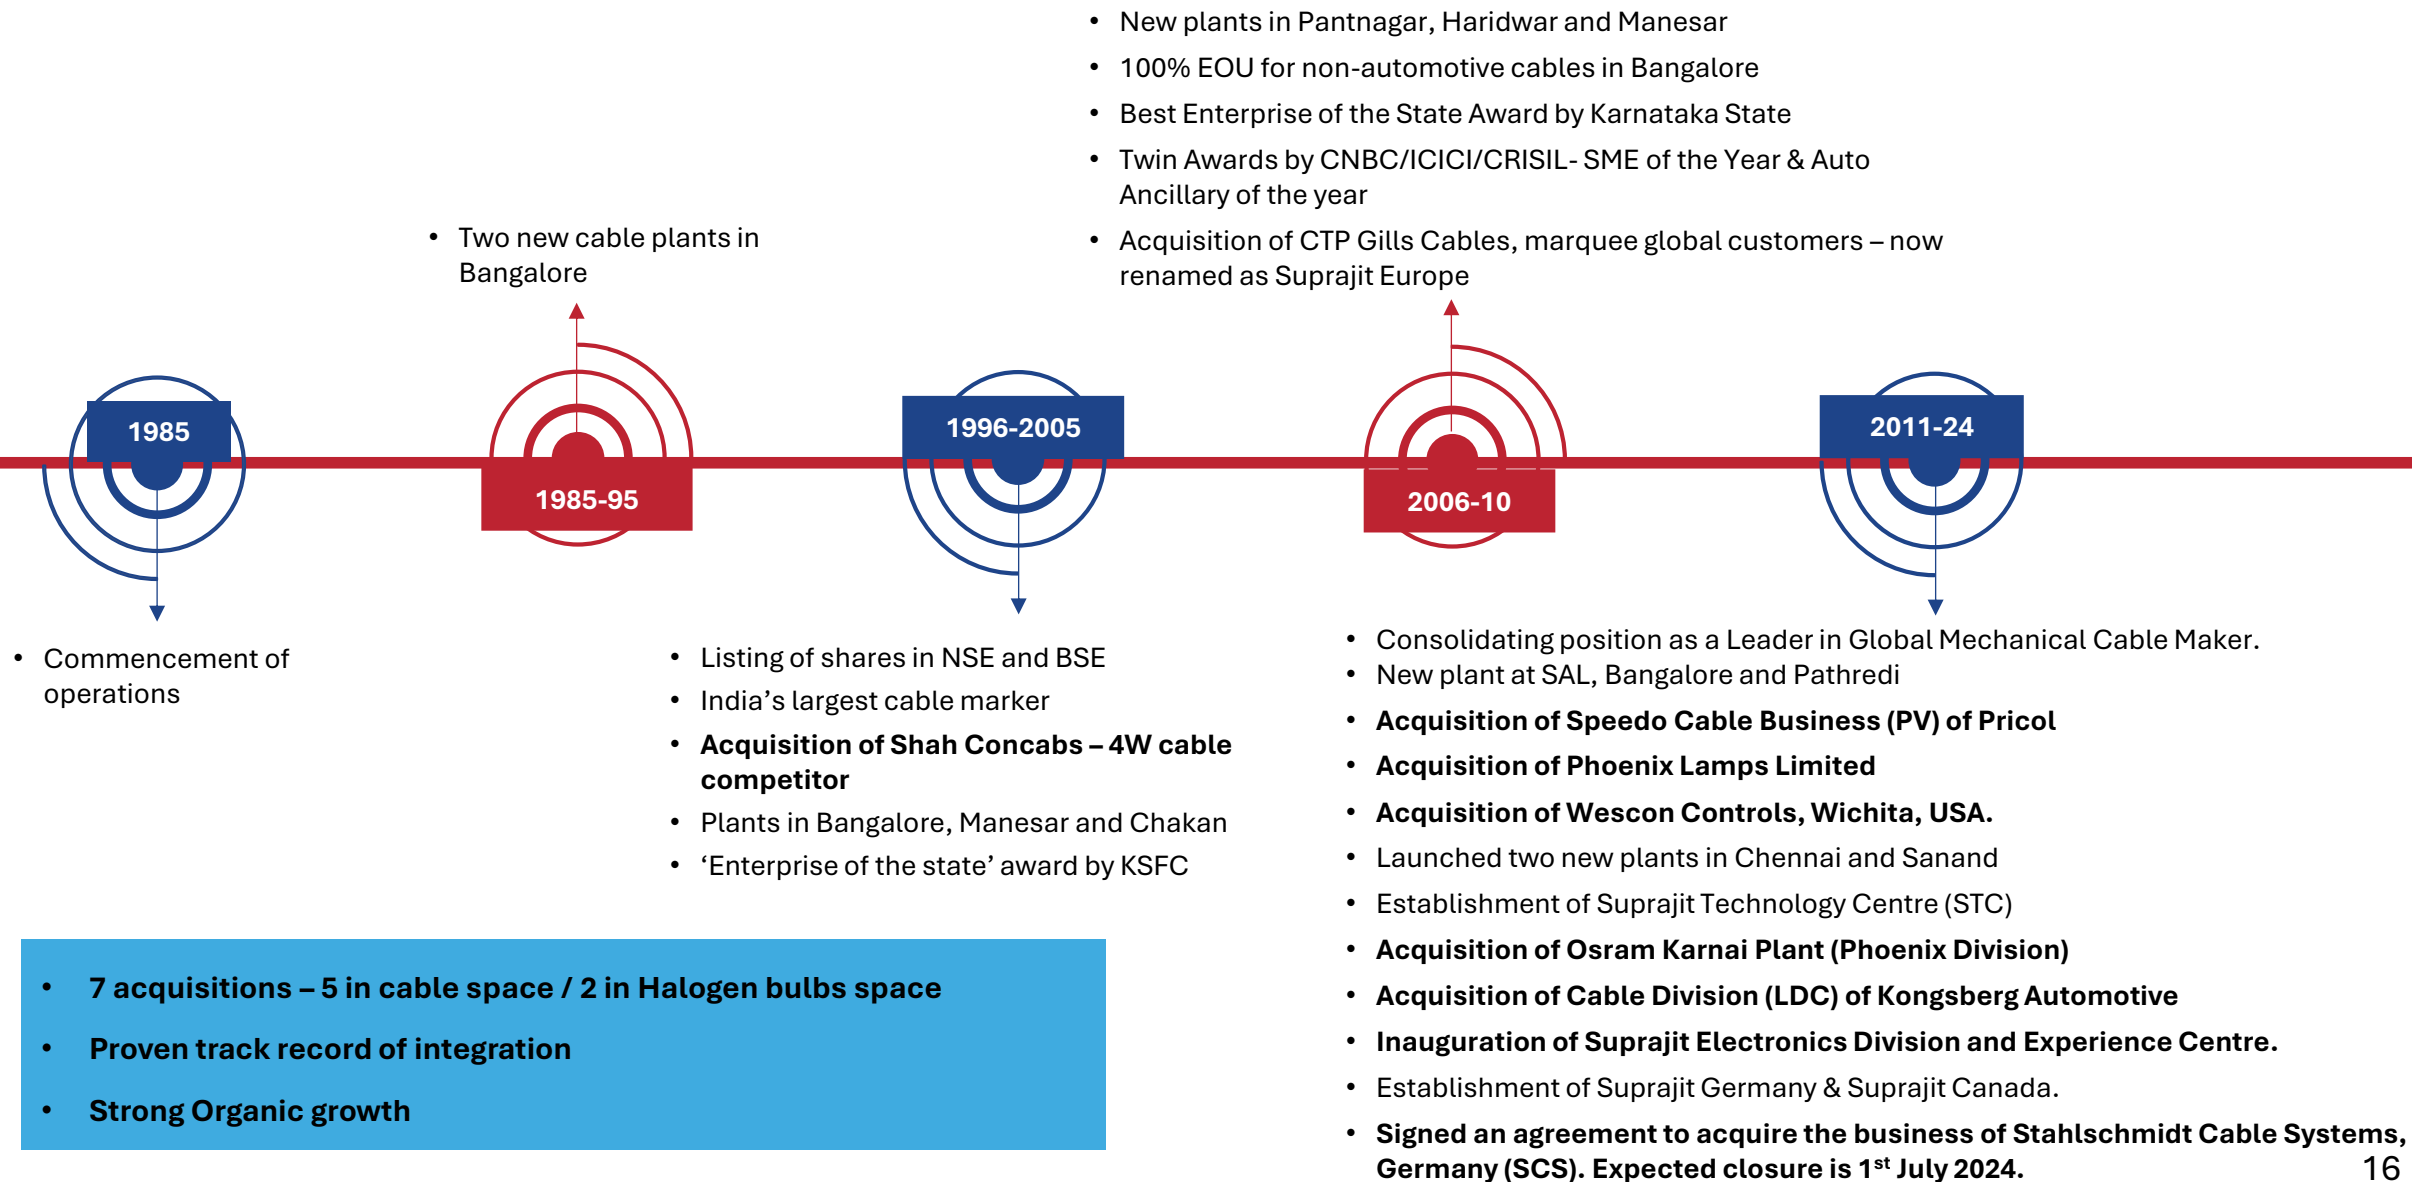 • New plants in Pantnagar, Haridwar and Manesar
• 100% EOU for non-automotive cables in Bangalore
• Best Enterprise of the State Award by Karnataka State
• Twin Awards by CNBC/ICICI/CRISIL- SME of the Year & Auto
Ancillary of the year
• Acquisition of CTP Gills Cables, marquee global customers – now
renamed as Suprajit Europe
• Two new cable plants in
Bangalore
1985
1985-95
1996-2005
2006-10
2011-24
• Commencement of
operations
• Listing of shares in NSE and BSE
• India’s largest cable marker
• Acquisition of Shah Concabs – 4W cable
competitor
• Plants in Bangalore, Manesar and Chakan
• ‘Enterprise of the state’ award by KSFC
• Consolidating position as a Leader in Global Mechanical Cable Maker.
• New plant at SAL, Bangalore and Pathredi
• Acquisition of Speedo Cable Business (PV) of Pricol
• Acquisition of Phoenix Lamps Limited
• Acquisition of Wescon Controls, Wichita, USA.
• Launched two new plants in Chennai and Sanand
• Establishment of Suprajit Technology Centre (STC)
• Acquisition of Osram Karnai Plant (Phoenix Division)
• Acquisition of Cable Division (LDC) of Kongsberg Automotive
• Inauguration of Suprajit Electronics Division and Experience Centre.
• Establishment of Suprajit Germany & Suprajit Canada.
• Signed an agreement to acquire the business of Stahlschmidt Cable Systems,
Germany (SCS). Expected closure is 1st July 2024.
• 7 acquisitions – 5 in cable space / 2 in Halogen bulbs space
• Proven track record of integration
• Strong Organic growth
16